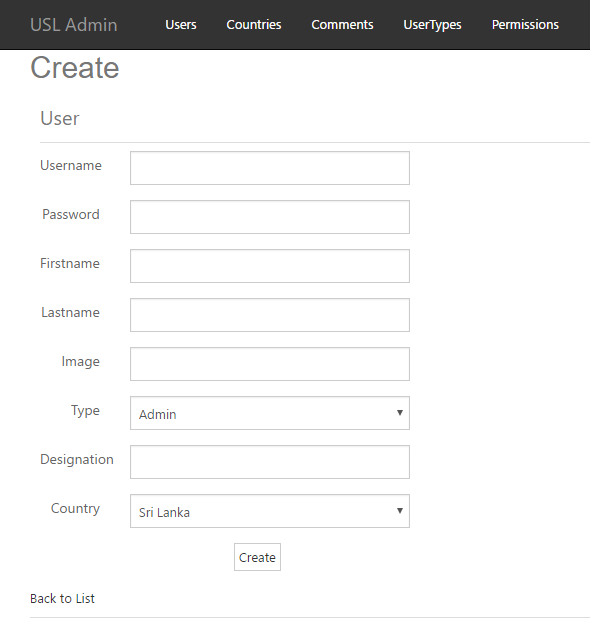 USL Admin Users Countries Comments UserTypes Permissions
Create
User
Username
Password
Firstname
Lastname
Image
Type Admin
Designation
Country Sri Lanka
Create
Back to List